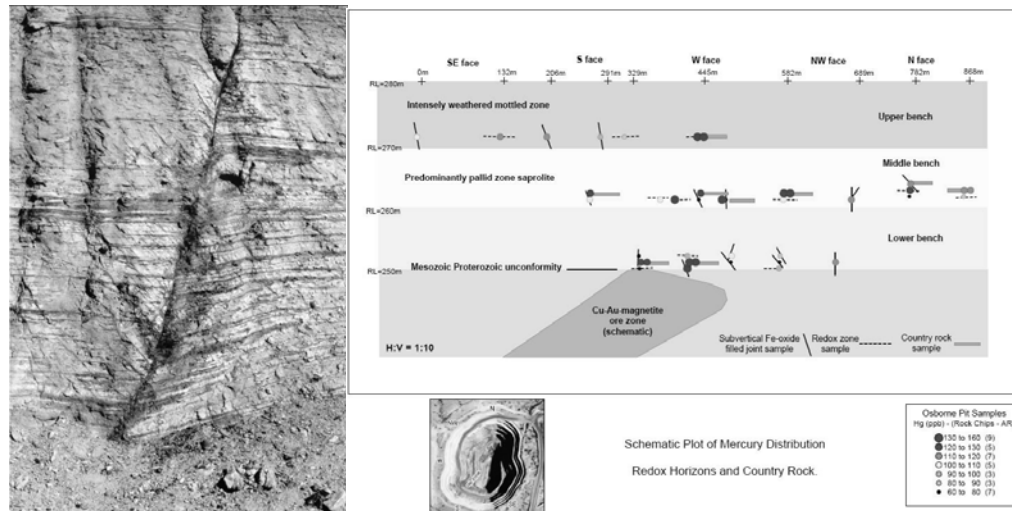 SE face
S face
W face
NW face
N face
0m
132m
206m
291m
329m
445m
582m
689m
782m
868m
RL=280m
Intensely weathered mottled zone
Upper bench
RL=270m
Middle bench
Predominantly pallid zone saprolite
RL=260m
Lower bench
Mesozoic Proterozoic unconformity
RL=250m
Cu-Au-magnetite
ore zone
(schematic)
H:V = 1:10
Subvertical Fe-oxide
filled joint sample
Redox zone
sample
Country rock
sample
N
Schematic Plot of Mercury Distribution
Redox Horizons and Country Rock.
Osborne Pit Samples
Hg (ppb) - (Rock Chips - AR)
130 to 160 (9)
120 to 130 (5)
110 to 120 (7)
100 to 110 (5)
90 to 100 (3)
80 to 90 (3)
60 to 80 (7)